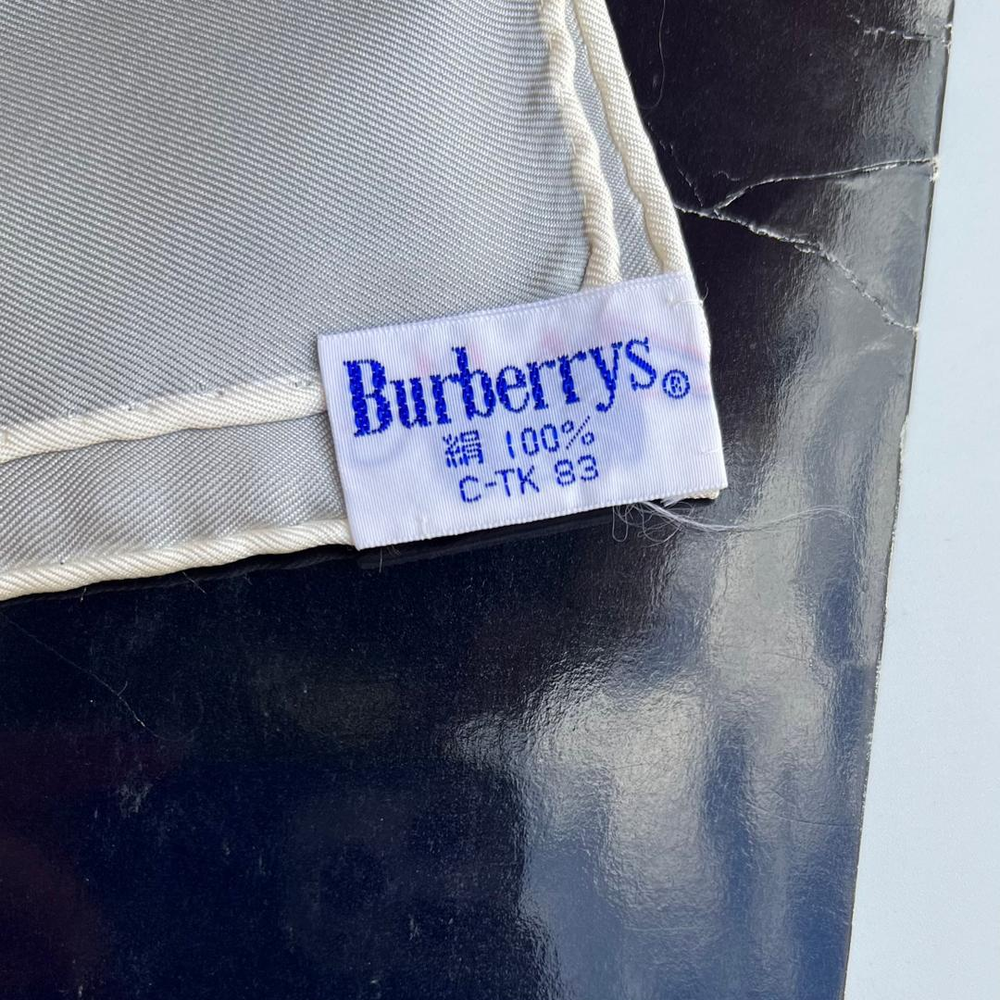 Burberrys®
絹 100%
C-TK 83